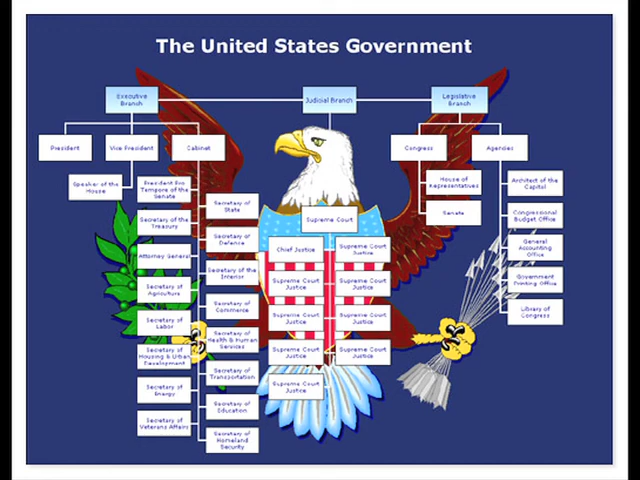 The United States Government
Executive
Branch
Judicial Branch
Legislative
Branch
President
Vice President
Cabinet
Congress
Agencies
Speaker of the
House
President Pro
Tempore of the
Senate
Secretary of
State
Secretary of the
Treasury
Secretary of
Defence
Attorney General
Secretary of the
Interior
Secretary of
Agriculture
Secretary of
Commerce
Secretary of
Labor
Secretary of
Health & Human
Services
Secretary of
Housing & Urban
Development
Secretary of
Transportation
Secretary of
Energy
Secretary of
Education
Secretary of
Veterans Affairs
Secretary of
Homeland
Security
Supreme Court
Chief Justice
Supreme Court
Justice
Supreme Court
Justice
Supreme Court
Justice
Supreme Court
Justice
Supreme Court
Justice
Supreme Court
Justice
Supreme Court
Justice
Supreme Court
Justice
House of
Representatives
Senate
Architect of the
Capitol
Congressional
Budget Office
General
Accounting
Office
Government
Printing Office
Library of
Congress